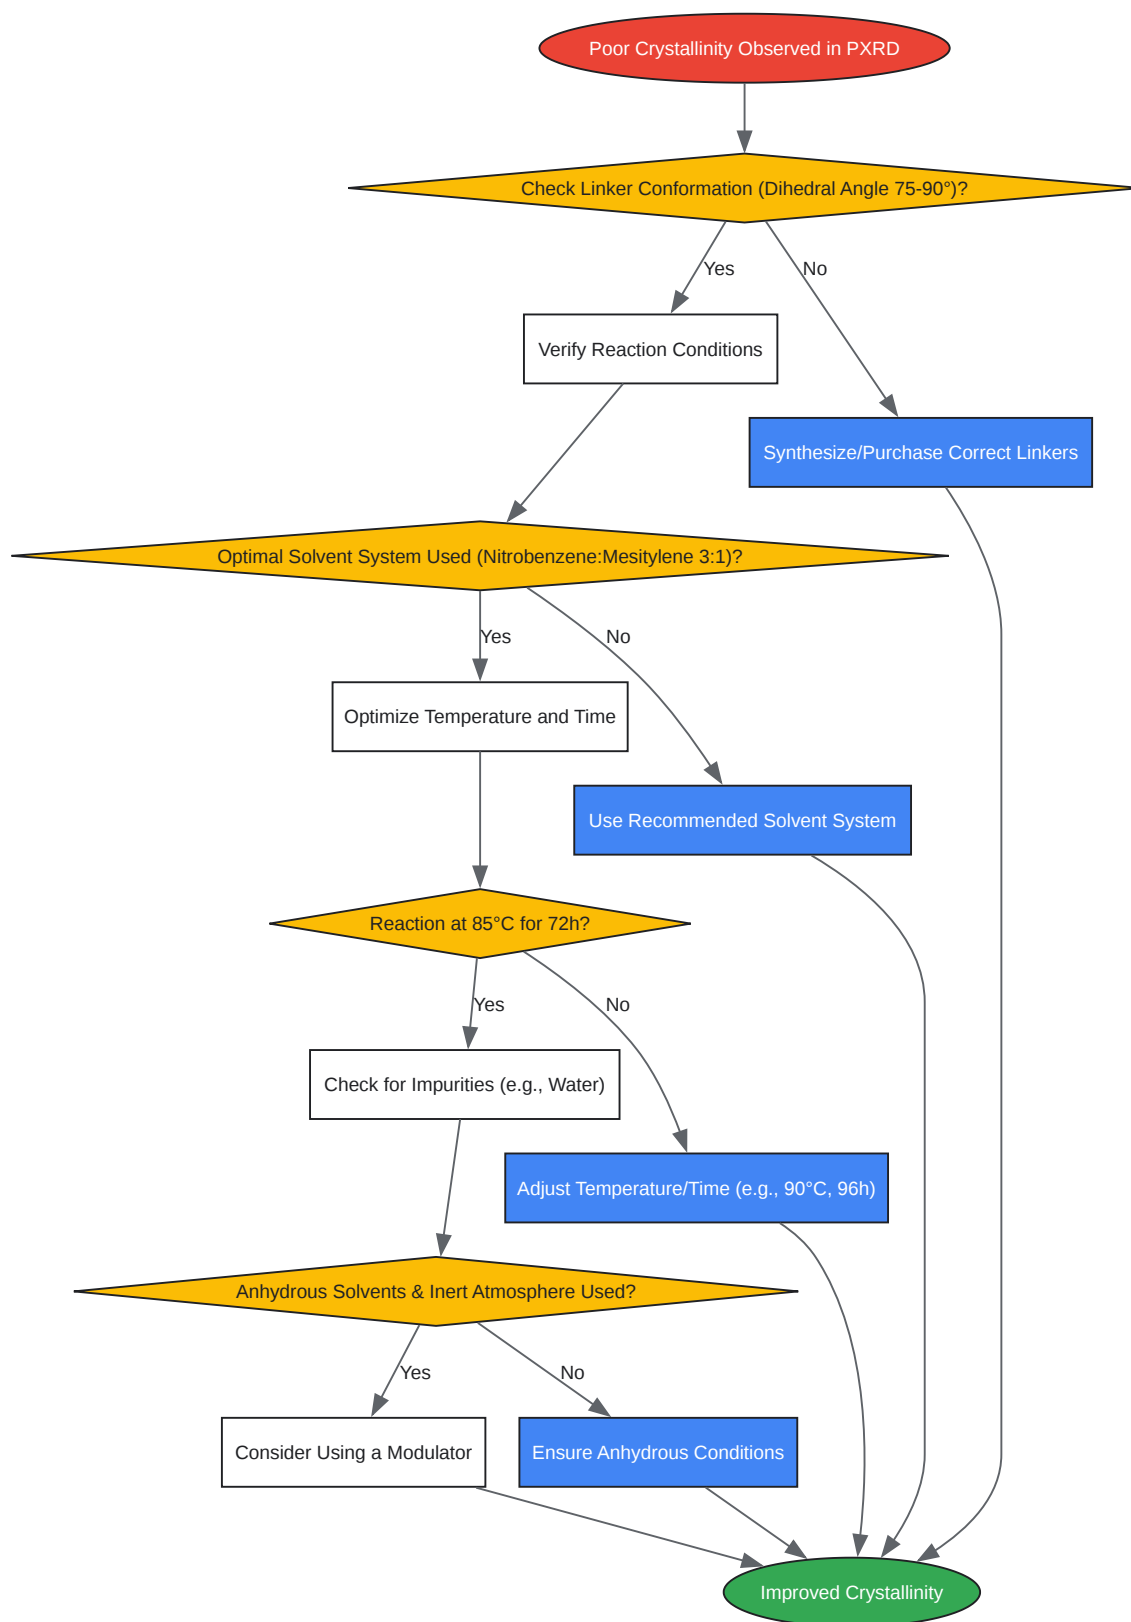 Poor Crystallinity Observed in PXRD
Check Linker Conformation (Dihedral Angle 75-90°)?
Yes
No
Verify Reaction Conditions
Synthesize/Purchase Correct Linkers
Optimal Solvent System Used (Nitrobenzene:Mesitylene 3:1)?
Yes
No
Optimize Temperature and Time
Use Recommended Solvent System
Reaction at 85°C for 72h?
Yes
No
Check for Impurities (e.g., Water)
Adjust Temperature/Time (e.g., 90°C, 96h)
Anhydrous Solvents & Inert Atmosphere Used?
Yes
No
Consider Using a Modulator
Ensure Anhydrous Conditions
Improved Crystallinity